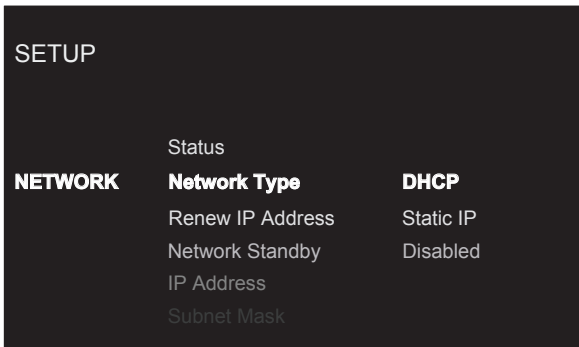 SETUP
Status
NETWORK Network Type DHCP
Renew IP Address Static IP
Network Standby Disabled
IP Address
Subnet Mask